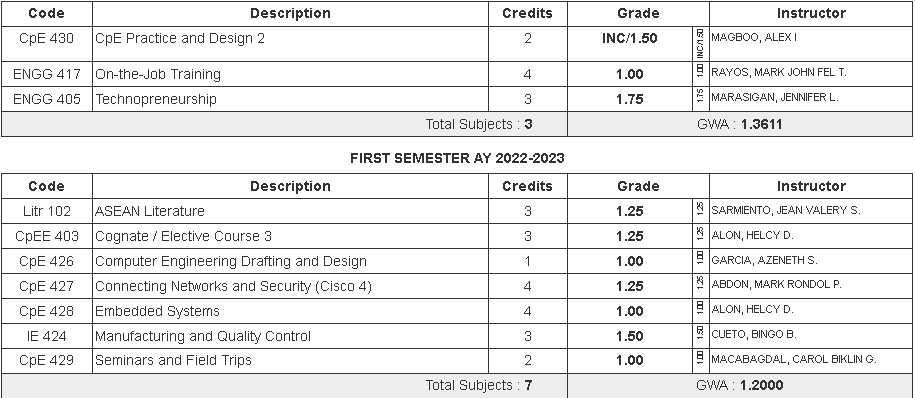 Code Description Credits Grade Instructor
CpE 430 CpE Practice and Design 2 2 INC/1.50 INC/1.50 MAGBOO, ALEX I
ENGG 417 On-the-Job Training 4 1.00 1.00 RAYOS, MARK JOHN FEL T.
ENGG 405 Technopreneurship 3 1.75 1.75 MARASIGAN, JENNIFER L.
Total Subjects : 3 GWA : 1.3611
FIRST SEMESTER AY 2022-2023
Code Description Credits Grade Instructor
Litr 102 ASEAN Literature 3 1.25 1.25 SARMIENTO, JEAN VALERY S.
CpEE 403 Cognate / Elective Course 3 3 1.25 1.25 ALON, HELCY D.
CpE 426 Computer Engineering Drafting and Design 1 1.00 1.00 GARCIA, AZENETH S.
CpE 427 Connecting Networks and Security (Cisco 4) 4 1.25 1.25 ABDON, MARK RONDOL P.
CpE 428 Embedded Systems 4 1.00 1.00 ALON, HELCY D.
IE 424 Manufacturing and Quality Control 3 1.50 1.50 CUETO, BINGO B.
CpE 429 Seminars and Field Trips 2 1.00 1.00 MACABAGDAL, CAROL BIKLIN G.
Total Subjects : 7 GWA : 1.2000